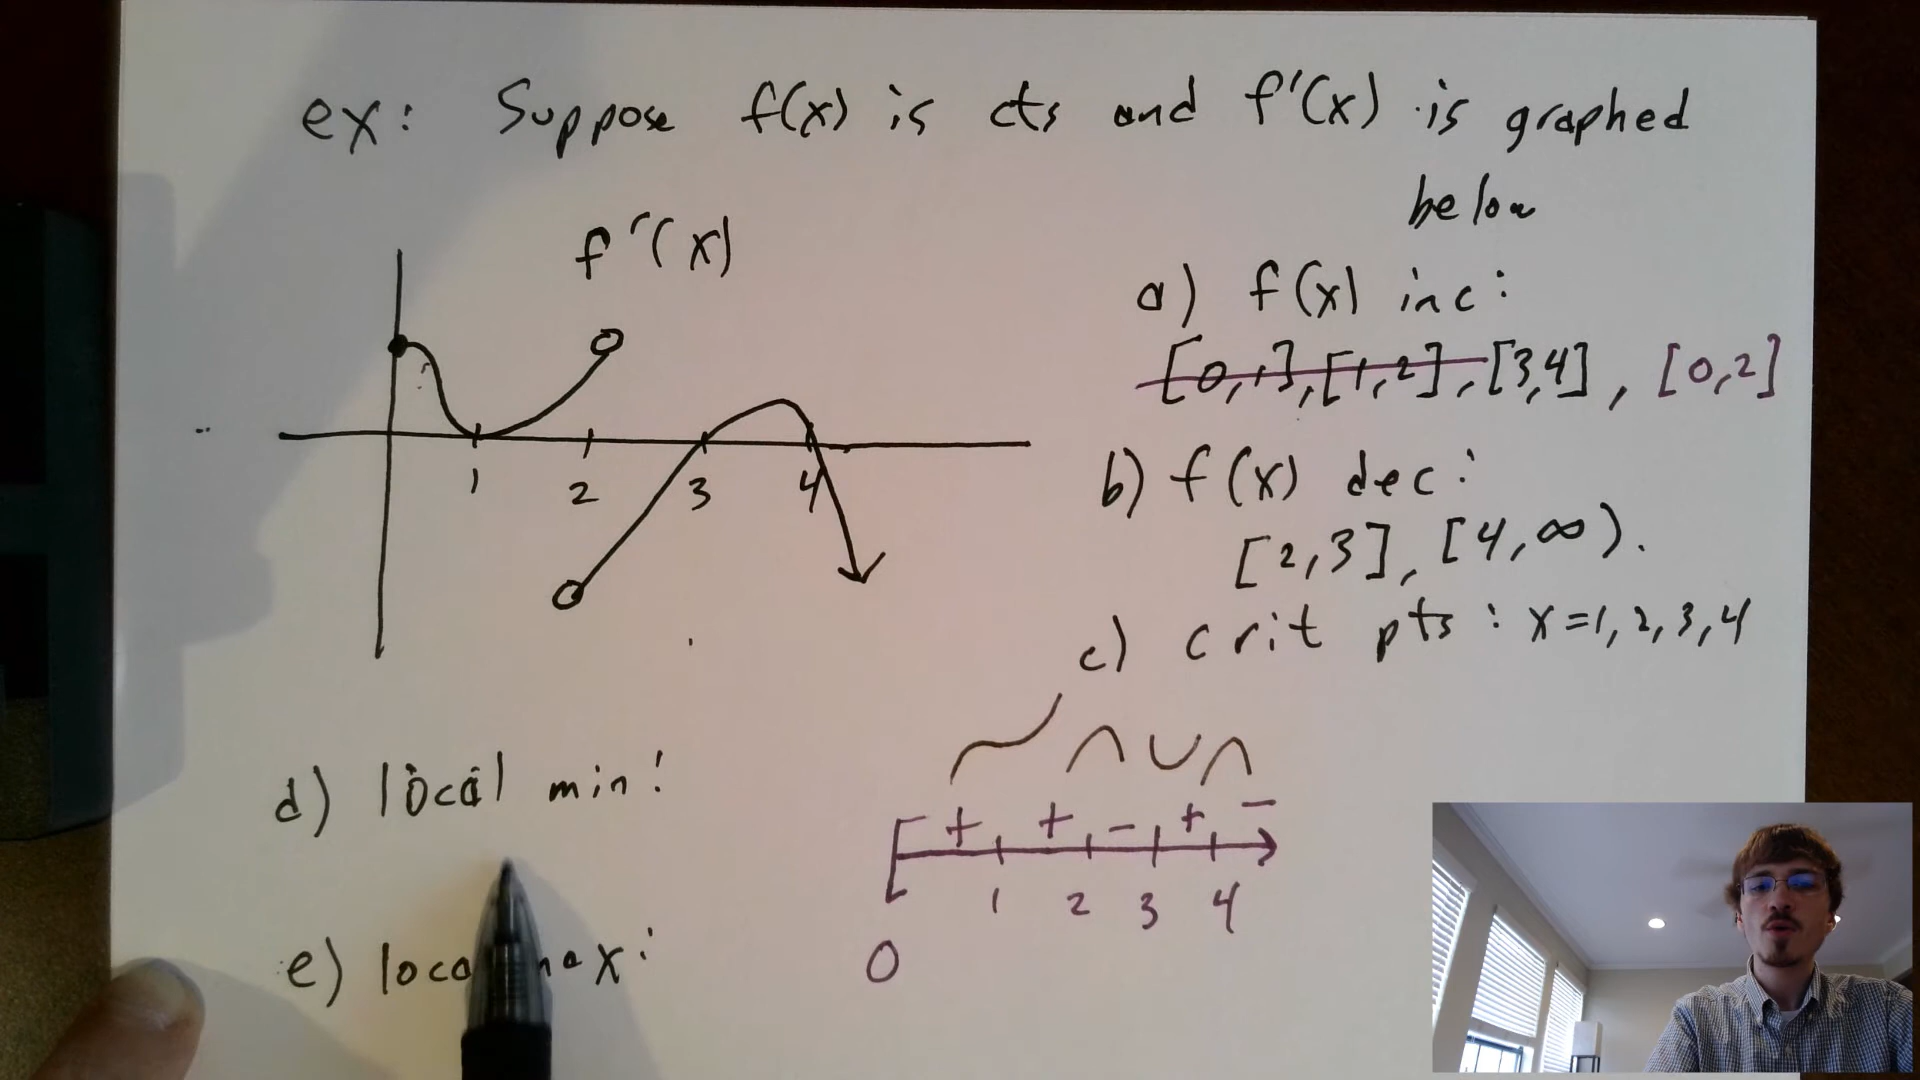 ex: Suppose f(x) is cts and f'(x) is graphed
below
f'(x)
1 2 3 4
a) f(x) inc:
[0,1],[1,2],[3,4], [0,2]
b) f(x) dec:
[2,3], [4,∞).
c) crit pts: x=1,2,3,4
d) local min:
+ + - + -
1 2 3 4
0
e) local max: